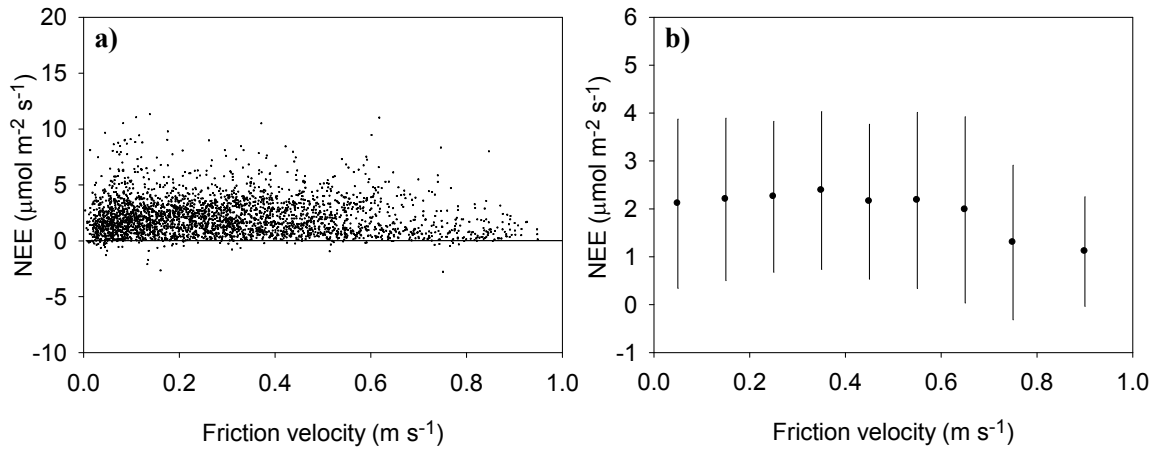 a)
20
15
10
5
0
-5
-10
NEE (μmol m-2 s-1)
0.0 0.2 0.4 0.6 0.8 1.0
Friction velocity (m s-1)
b)
6
5
4
3
2
1
0
-1
NEE (μmol m-2 s-1)
0.0 0.2 0.4 0.6 0.8 1.0
Friction velocity (m s-1)